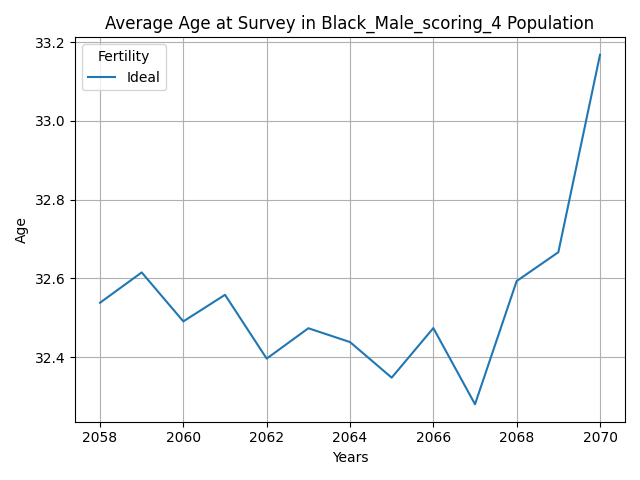 Average Age at Survey in Black_Male_scoring_4 Population
Fertility
Ideal
33.2
33.0
32.8
32.6
32.4
Age
2058 2060 2062 2064 2066 2068 2070
Years